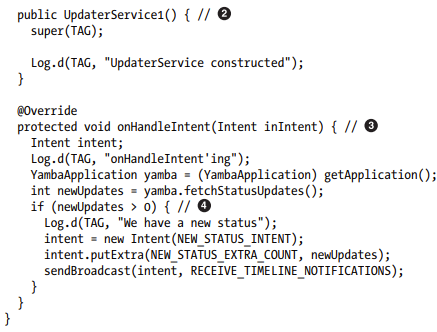 public UpdaterService1() { // ❷
super(TAG);
Log.d(TAG, "UpdaterService constructed");
}
@Override
protected void onHandleIntent(Intent inIntent) { // ❸
Intent intent;
Log.d(TAG, "onHandleIntent'ing");
YambaApplication yamba = (YambaApplication) getApplication();
int newUpdates = yamba.fetchStatusUpdates();
if (newUpdates > 0) { // ❹
Log.d(TAG, "We have a new status");
intent = new Intent(NEW_STATUS_INTENT);
intent.putExtra(NEW_STATUS_EXTRA_COUNT, newUpdates);
sendBroadcast(intent, RECEIVE_TIMELINE_NOTIFICATIONS);
}
}
}